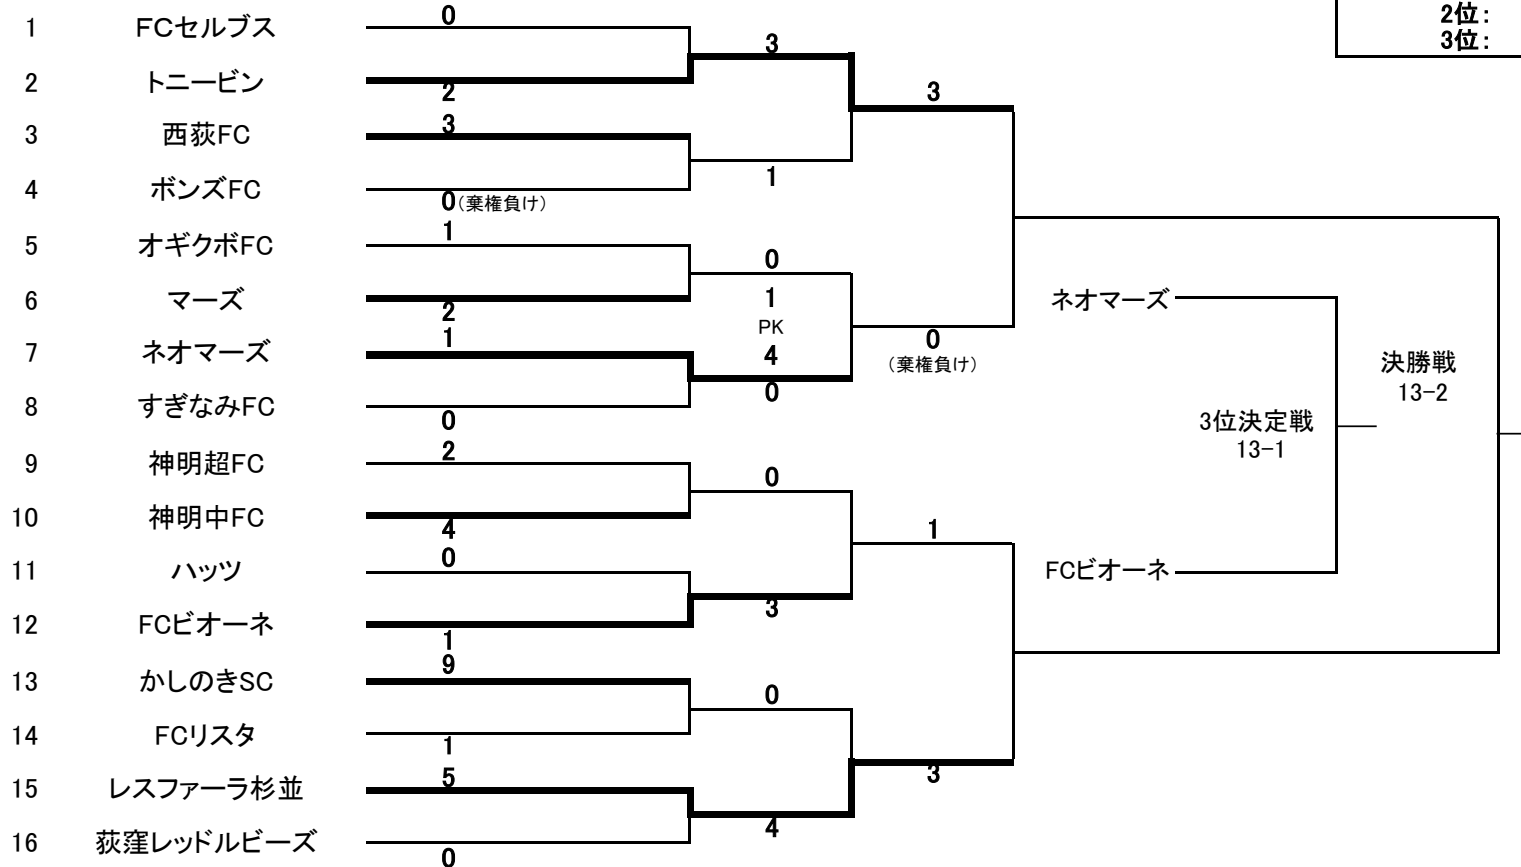 2位：
3位：
1 FCセルブス 0
3
2 トニービン 2
3
3 西荻FC 3
4 ボンズFC 0（棄権負け）
1
5 オギクボFC 1
0
6 マーズ 2
1
PK
4
7 ネオマーズ 1
0
0
（棄権負け）
8 すぎなみFC 0
ネオマーズ
決勝戦
13-2
3位決定戦
13-1
FCビオーネ
9 神明超FC 2
0
10 神明中FC 4
1
11 ハッツ 0
3
12 FCビオーネ 1
13 かしのきSC 9
0
14 FCリスタ 1
3
15 レスファーラ杉並 5
4
16 荻窪レッドルビーズ 0